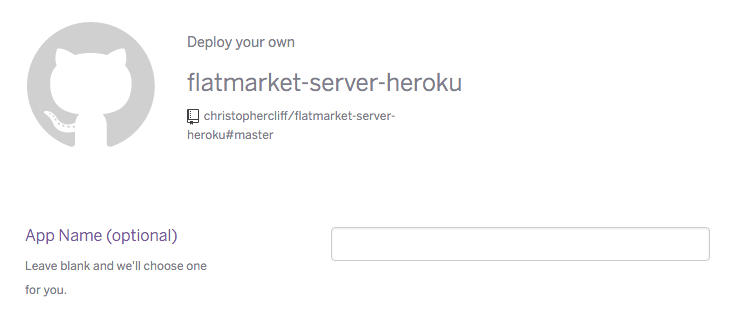 Deploy your own
flatmarket-server-heroku
christophercliff/flatmarket-server-
heroku#master
App Name (optional)
Leave blank and we'll choose one
for you.